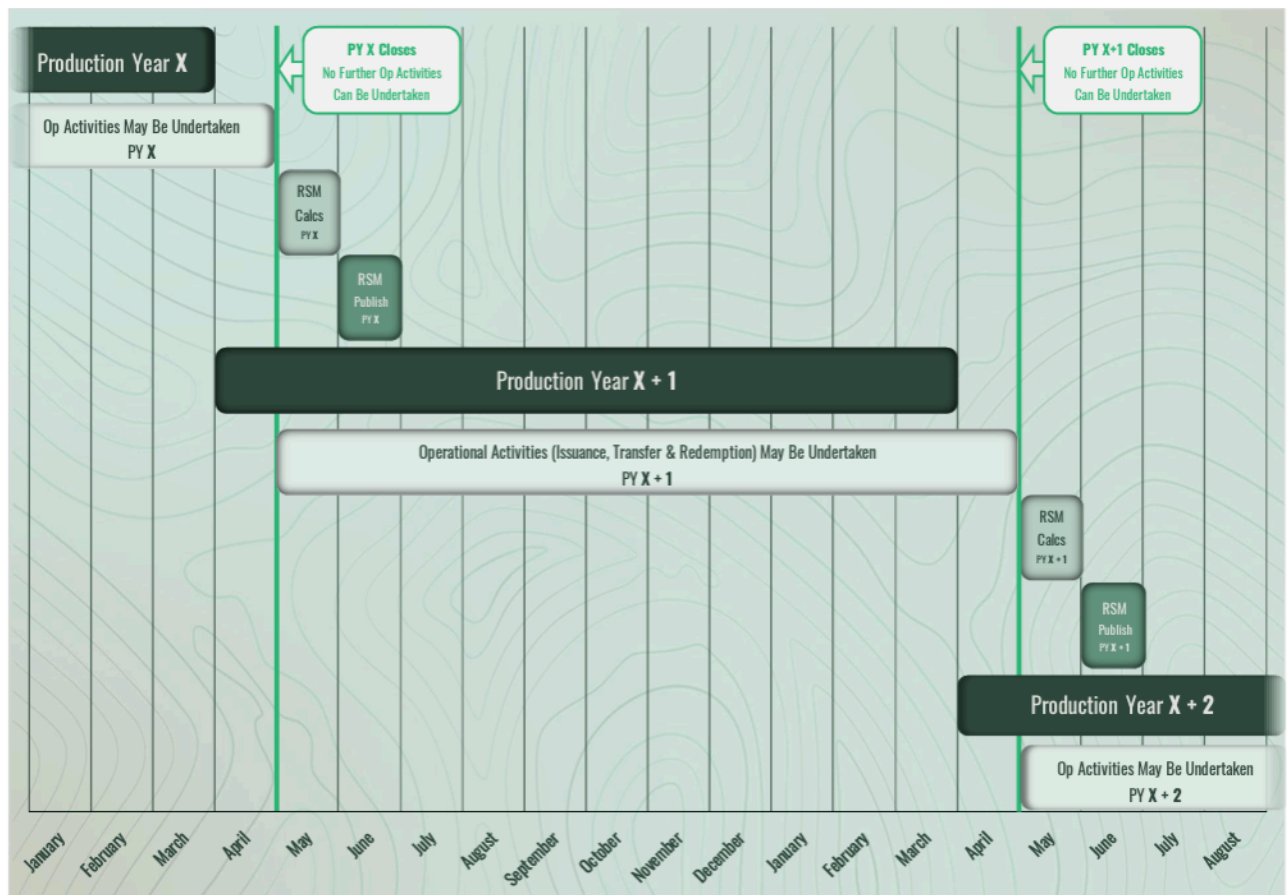 Production Year X
PY X Closes
No Further Op Activities
Can Be Undertaken
PY X+1 Closes
No Further Op Activities
Can Be Undertaken
Op Activities May Be Undertaken
PY X
RSM
Calcs
PY X
RSM
Publish
PY X
Production Year X + 1
Operational Activities (Issuance, Transfer & Redemption) May Be Undertaken
PY X + 1
RSM
Calcs
PY X + 1
RSM
Publish
PY X + 1
Production Year X + 2
Op Activities May Be Undertaken
PY X + 2
January
February
March
April
May
June
July
August
September
October
November
December
January
February
March
April
May
June
July
August